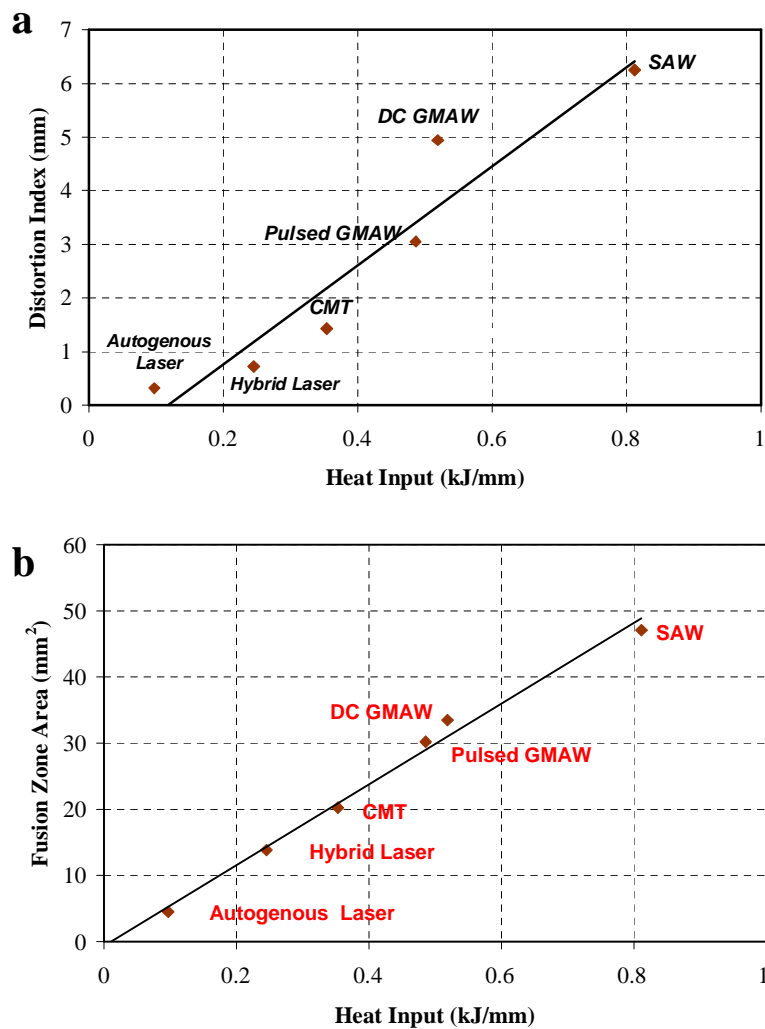 a
7
6
5
4
3
2
1
0
Distortion Index (mm)
SAW
DC GMAW
Pulsed GMAW
CMT
Autogenous
Laser
Hybrid Laser
0 0.2 0.4 0.6 0.8 1
Heat Input (kJ/mm)
b
60
50
40
30
20
10
0
Fusion Zone Area (mm²)
SAW
DC GMAW
Pulsed GMAW
CMT
Hybrid Laser
Autogenous Laser
0 0.2 0.4 0.6 0.8 1
Heat Input (kJ/mm)